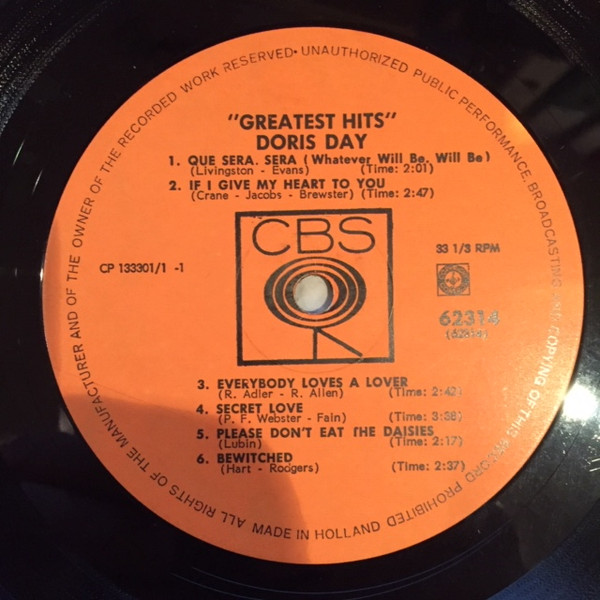 ALL RIGHTS OF THE MANUFACTURER AND OF THE OWNER OF THE RECORDED WORK RESERVED • UNAUTHORIZED PUBLIC PERFORMANCE, BROADCASTING AND COPYING OF THIS RECORD PROHIBITED
"GREATEST HITS"
DORIS DAY
1. QUE SERA, SERA (Whatever Will Be, Will Be)
(Livingston - Evans) (Time: 2:01)
2. IF I GIVE MY HEART TO YOU
(Crane - Jacobs - Brewster) (Time: 2:47)
CBS
CP 133301/1 -1
33 1/3 RPM
62314
3. EVERYBODY LOVES A LOVER
(R. Adler - R. Allen) (Time: 2:42)
4. SECRET LOVE
(P. F. Webster - Fain) (Time: 3:38)
5. PLEASE DON'T EAT THE DAISIES
(Lubin) (Time: 2:17)
6. BEWITCHED
(Hart - Rodgers) (Time: 2:37)
MADE IN HOLLAND